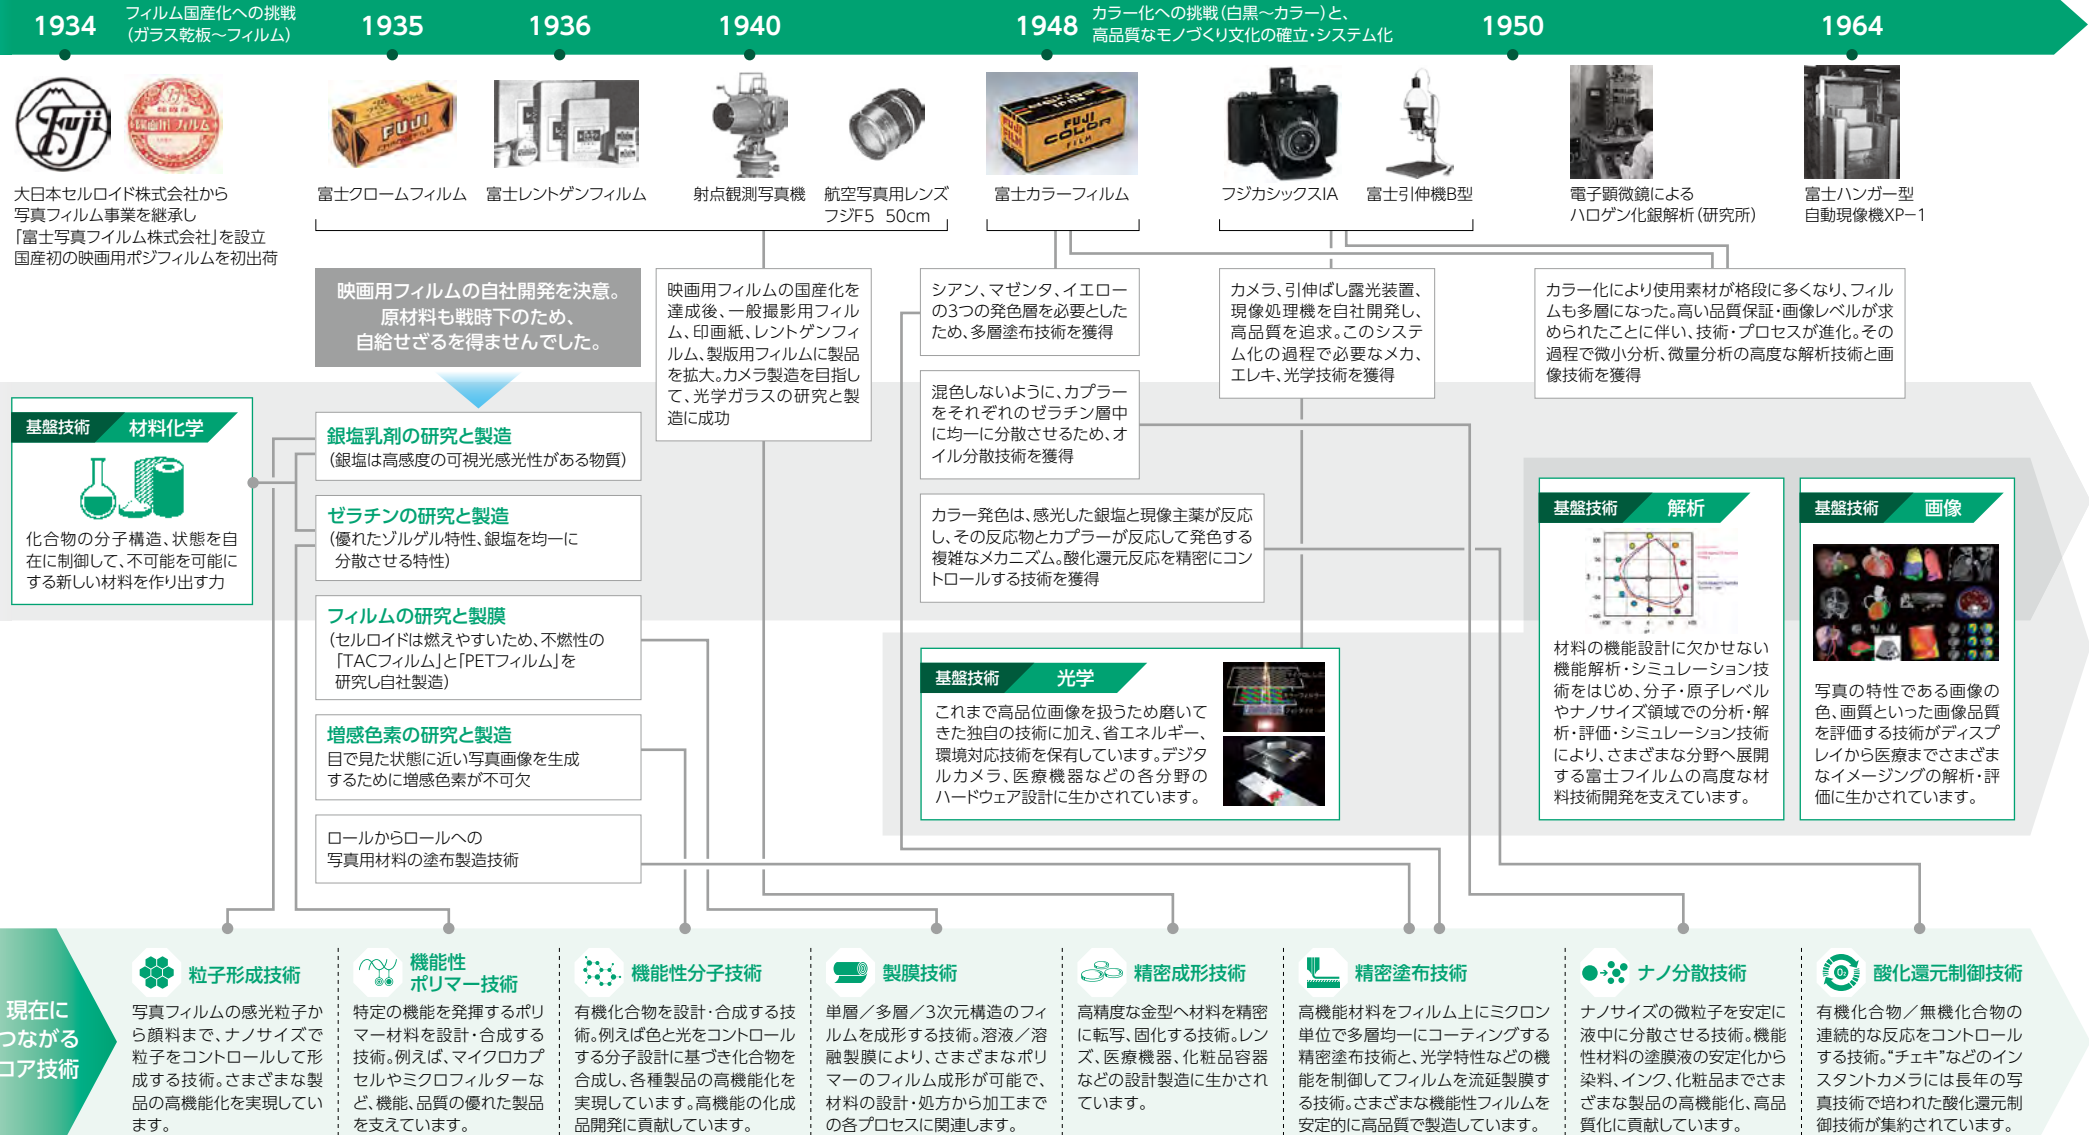 1934
フィルム国産化への挑戦
(ガラス乾板〜フィルム)
1935
1936
1940
1948
カラー化への挑戦(白黒〜カラー)と、
高品質なモノづくり文化の確立・システム化
1950
1964
Fuji
映画用フィルム
FUJI
FUJI
COLOR
FILM
大日本セルロイド株式会社から
写真フィルム事業を継承し
「富士写真フイルム株式会社」を設立
国産初の映画用ポジフィルムを初出荷
富士クロームフィルム
富士レントゲンフィルム
射点観測写真機
航空写真用レンズ
フジF5 50cm
富士カラーフィルム
フジカシックスIA
富士引伸機B型
電子顕微鏡による
ハロゲン化銀解析(研究所)
富士ハンガー型
自動現像機XP−1
映画用フィルムの自社開発を決意。
原材料も戦時下のため、
自給せざるを得ませんでした。
映画用フィルムの国産化を
達成後、一般撮影用フィル
ム、印画紙、レントゲンフィ
ルム、製版用フィルムに製品
を拡大。カメラ製造を目指し
て、光学ガラスの研究と製
造に成功
シアン、マゼンタ、イエロー
の3つの発色層を必要とした
ため、多層塗布技術を獲得
混色しないように、カプラー
をそれぞれのゼラチン層中
に均一に分散させるため、オ
イル分散技術を獲得
カラー発色は、感光した銀塩と現像主薬が反応
し、その反応物とカプラーが反応して発色する
複雑なメカニズム。酸化還元反応を精密にコン
トロールする技術を獲得
カメラ、引伸ばし露光装置、
現像処理機を自社開発し、
高品質を追求。このシステ
ム化の過程で必要なメカ、
エレキ、光学技術を獲得
カラー化により使用素材が格段に多くなり、フィル
ムも多層になった。高い品質保証・画像レベルが求
められたことに伴い、技術・プロセスが進化。その
過程で微小分析、微量分析の高度な解析技術と画
像技術を獲得
基盤技術 材料化学
化合物の分子構造、状態を自
在に制御して、不可能を可能に
する新しい材料を作り出す力
銀塩乳剤の研究と製造
(銀塩は高感度の可視光感光性がある物質)
ゼラチンの研究と製造
(優れたゾルゲル特性、銀塩を均一に
分散させる特性)
フィルムの研究と製膜
(セルロイドは燃えやすいため、不燃性の
「TACフィルム」と「PETフィルム」を
研究し自社製造)
増感色素の研究と製造
目で見た状態に近い写真画像を生成
するために増感色素が不可欠
ロールからロールへの
写真用材料の塗布製造技術
基盤技術 光学
これまで高品位画像を扱うため磨いて
きた独自の技術に加え、省エネルギー、
環境対応技術を保有しています。デジタ
ルカメラ、医療機器などの各分野の
ハードウェア設計に生かされています。
基盤技術 解析
材料の機能設計に欠かせない
機能解析・シミュレーション技
術をはじめ、分子・原子レベル
やナノサイズ領域での分析・解
析・評価・シミュレーション技術
により、さまざまな分野へ展開
する富士フイルムの高度な材
料技術開発を支えています。
基盤技術 画像
写真の特性である画像の
色、画質といった画像品質
を評価する技術がディスプ
レイから医療までさまざま
なイメージングの解析・評
価に生かされています。
現在に
つながる
コア技術
粒子形成技術
写真フィルムの感光粒子か
ら顔料まで、ナノサイズで
粒子をコントロールして形
成する技術。さまざまな製
品の高機能化を実現してい
ます。
機能性
ポリマー技術
特定の機能を発揮するポリ
マー材料を設計・合成する
技術。例えば、マイクロカプ
セルやミクロフィルターな
ど、機能、品質の優れた製品
を支えています。
機能性分子技術
有機化合物を設計・合成する技
術。例えば色と光をコントロール
する分子設計に基づき化合物を
合成し、各種製品の高機能化を
実現しています。高機能の化成
品開発に貢献しています。
製膜技術
単層／多層／3次元構造のフィ
ルムを成形する技術。溶液／溶
融製膜により、さまざまなポリ
マーのフィルム成形が可能で、
材料の設計・処方から加工まで
の各プロセスに関連します。
精密成形技術
高精度な金型へ材料を精密
に転写、固化する技術。レン
ズ、医療機器、化粧品容器
などの設計製造に生かされ
ています。
精密塗布技術
高機能材料をフィルム上にミクロン
単位で多層均一にコーティングする
精密塗布技術と、光学特性などの機
能を制御してフィルムを流延製膜す
る技術。さまざまな機能性フィルムを
安定的に高品質で製造しています。
ナノ分散技術
ナノサイズの微粒子を安定に
液中に分散させる技術。機能
性材料の塗膜液の安定化から
染料、インク、化粧品までさま
ざまな製品の高機能化、高品
質化に貢献しています。
O₂
酸化還元制御技術
有機化合物／無機化合物の
連続的な反応をコントロール
する技術。“チェキ”などのイン
スタントカメラには長年の写
真技術で培われた酸化還元制
御技術が集約されています。